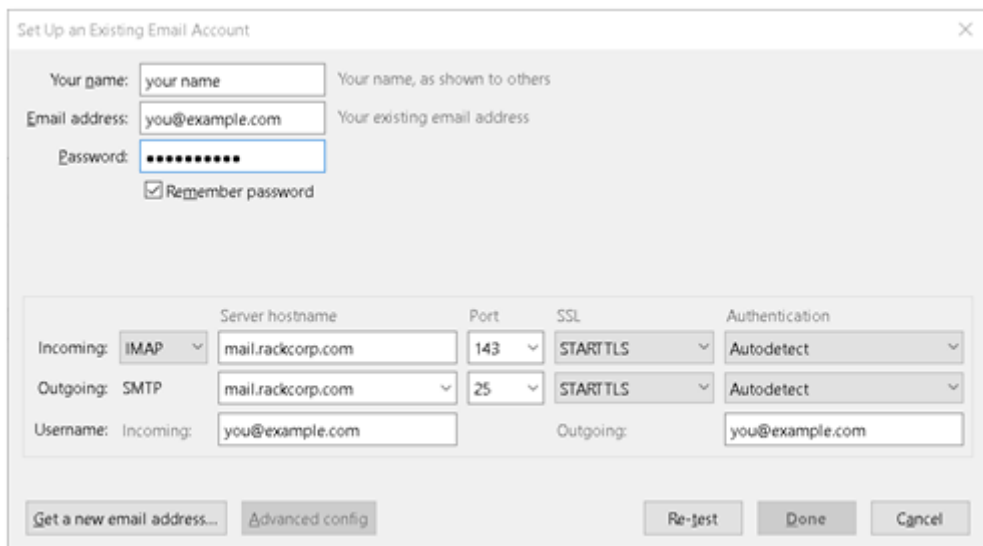 Set Up an Existing Email Account
Your name: your name Your name, as shown to others
Email address: you@example.com Your existing email address
Password: ●●●●●●●●●●
Remember password
Server hostname Port SSL Authentication
Incoming: IMAP mail.rackcorp.com 143 STARTTLS Autodetect
Outgoing: SMTP mail.rackcorp.com 25 STARTTLS Autodetect
Username: Incoming: you@example.com Outgoing: you@example.com
Get a new email address... Advanced config Re-test Done Cancel